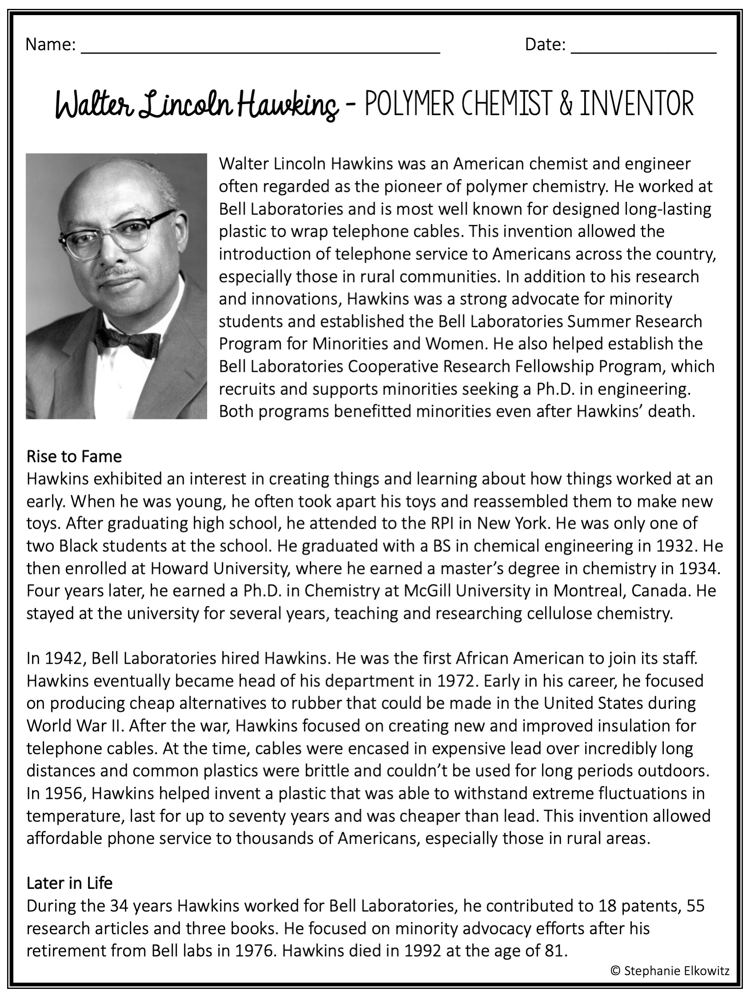 Name: ______________________________________ Date: ________________
Walter Lincoln Hawking - POLYMER CHEMIST & INVENTOR
Walter Lincoln Hawkins was an American chemist and engineer
often regarded as the pioneer of polymer chemistry. He worked at
Bell Laboratories and is most well known for designed long-lasting
plastic to wrap telephone cables. This invention allowed the
introduction of telephone service to Americans across the country,
especially those in rural communities. In addition to his research
and innovations, Hawkins was a strong advocate for minority
students and established the Bell Laboratories Summer Research
Program for Minorities and Women. He also helped establish the
Bell Laboratories Cooperative Research Fellowship Program, which
recruits and supports minorities seeking a Ph.D. in engineering.
Both programs benefitted minorities even after Hawkins’ death.
Rise to Fame
Hawkins exhibited an interest in creating things and learning about how things worked at an
early. When he was young, he often took apart his toys and reassembled them to make new
toys. After graduating high school, he attended to the RPI in New York. He was only one of
two Black students at the school. He graduated with a BS in chemical engineering in 1932. He
then enrolled at Howard University, where he earned a master’s degree in chemistry in 1934.
Four years later, he earned a Ph.D. in Chemistry at McGill University in Montreal, Canada. He
stayed at the university for several years, teaching and researching cellulose chemistry.
In 1942, Bell Laboratories hired Hawkins. He was the first African American to join its staff.
Hawkins eventually became head of his department in 1972. Early in his career, he focused
on producing cheap alternatives to rubber that could be made in the United States during
World War II. After the war, Hawkins focused on creating new and improved insulation for
telephone cables. At the time, cables were encased in expensive lead over incredibly long
distances and common plastics were brittle and couldn’t be used for long periods outdoors.
In 1956, Hawkins helped invent a plastic that was able to withstand extreme fluctuations in
temperature, last for up to seventy years and was cheaper than lead. This invention allowed
affordable phone service to thousands of Americans, especially those in rural areas.
Later in Life
During the 34 years Hawkins worked for Bell Laboratories, he contributed to 18 patents, 55
research articles and three books. He focused on minority advocacy efforts after his
retirement from Bell labs in 1976. Hawkins died in 1992 at the age of 81.
© Stephanie Elkowitz